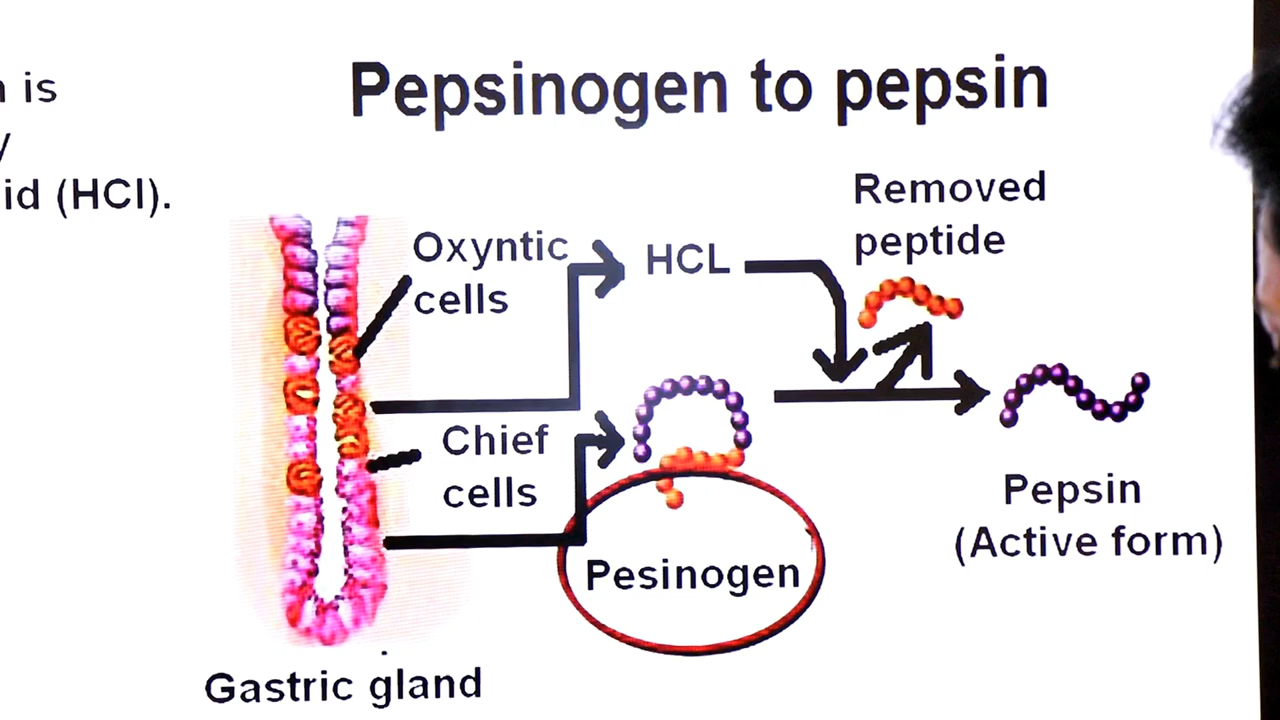 is
id (HCl).
Pepsinogen to pepsin
Removed
peptide
Oxyntic
cells
HCL
Chief
cells
Pesinogen
Pepsin
(Active form)
Gastric gland